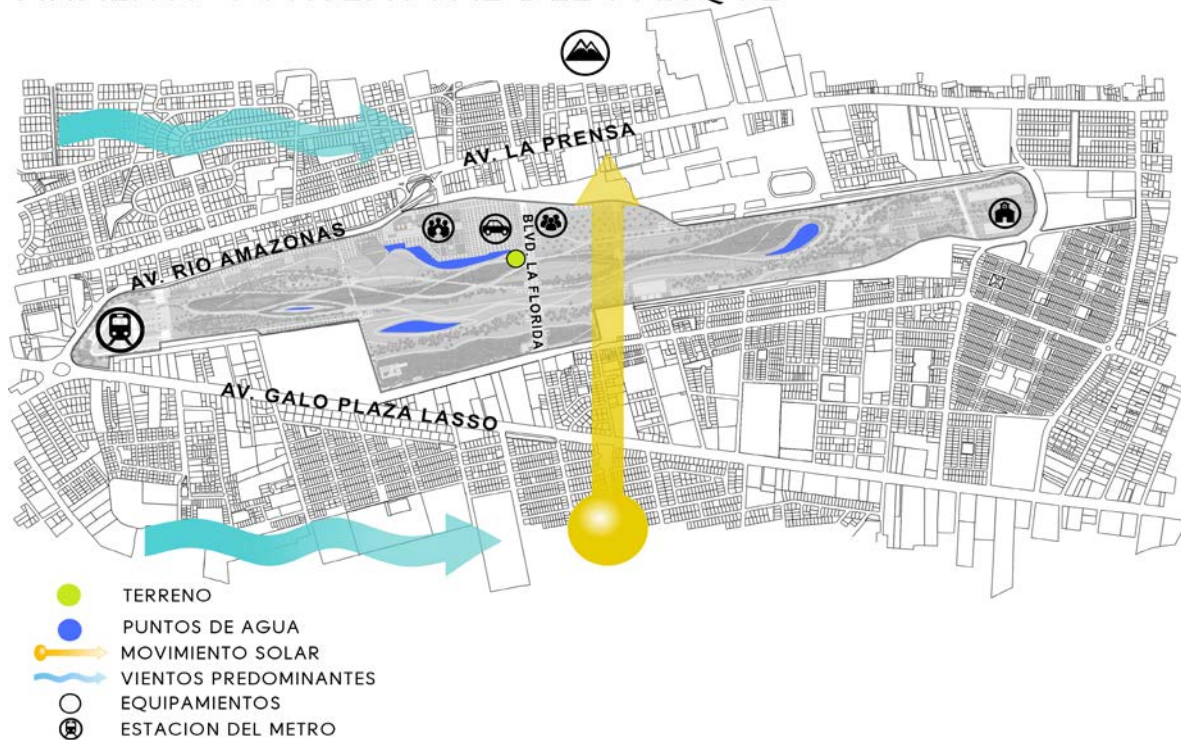 AV. LA PRENSA
AV. RIO AMAZONAS
BLVD. LA FLORIDA
AV. GALO PLAZA LASSO
TERRENO
PUNTOS DE AGUA
MOVIMIENTO SOLAR
VIENTOS PREDOMINANTES
EQUIPAMIENTOS
ESTACION DEL METRO